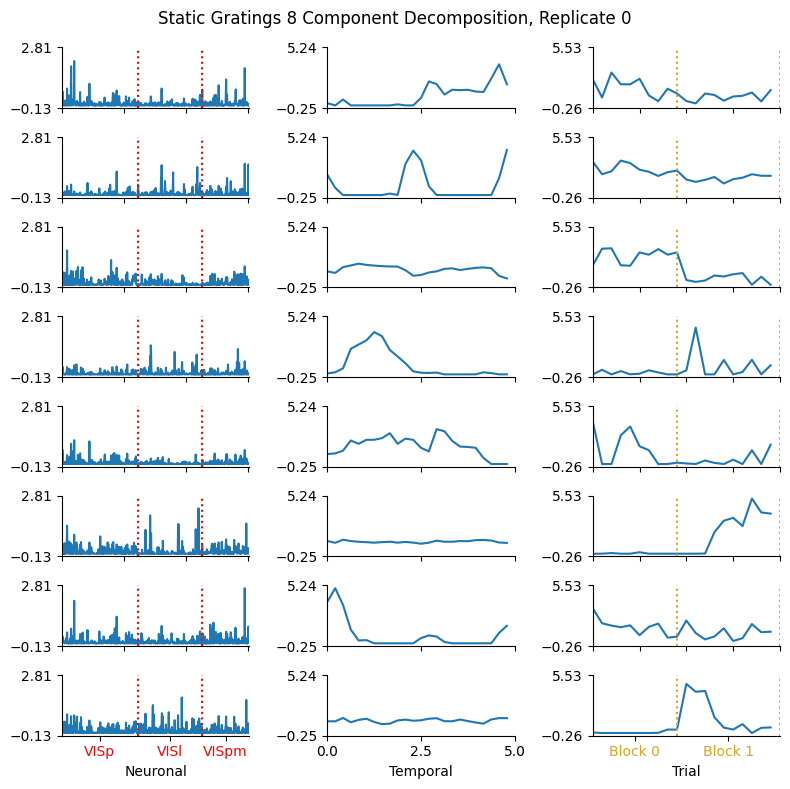 Static Gratings 8 Component Decomposition, Replicate 0
2.81 5.24 5.53
−0.13 −0.25 −0.26
2.81 5.24 5.53
−0.13 −0.25 −0.26
2.81 5.24 5.53
−0.13 −0.25 −0.26
2.81 5.24 5.53
−0.13 −0.25 −0.26
2.81 5.24 5.53
−0.13 −0.25 −0.26
2.81 5.24 5.53
−0.13 −0.25 −0.26
2.81 5.24 5.53
−0.13 −0.25 −0.26
2.81 5.24 5.53
−0.13 −0.25 −0.26
VISp VISl VISpm 0.0 2.5 5.0 Block 0 Block 1
Neuronal Temporal Trial